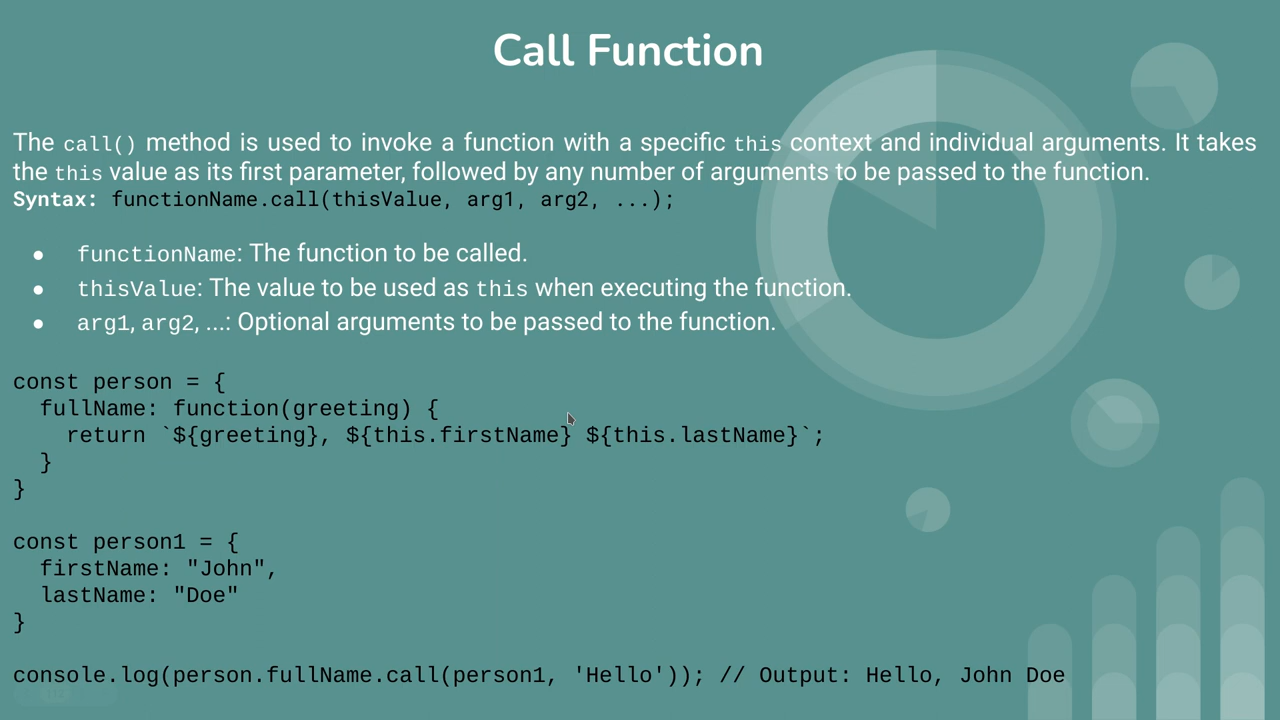 Call Function
The call() method is used to invoke a function with a specific this context and individual arguments. It takes
the this value as its first parameter, followed by any number of arguments to be passed to the function.
Syntax: functionName.call(thisValue, arg1, arg2, ...);
● functionName: The function to be called.
● thisValue: The value to be used as this when executing the function.
● arg1, arg2, ...: Optional arguments to be passed to the function.
const person = {
  fullName: function(greeting) {
    return `${greeting}, ${this.firstName} ${this.lastName}`;
  }
}
const person1 = {
  firstName: "John",
  lastName: "Doe"
}
console.log(person.fullName.call(person1, 'Hello')); // Output: Hello, John Doe